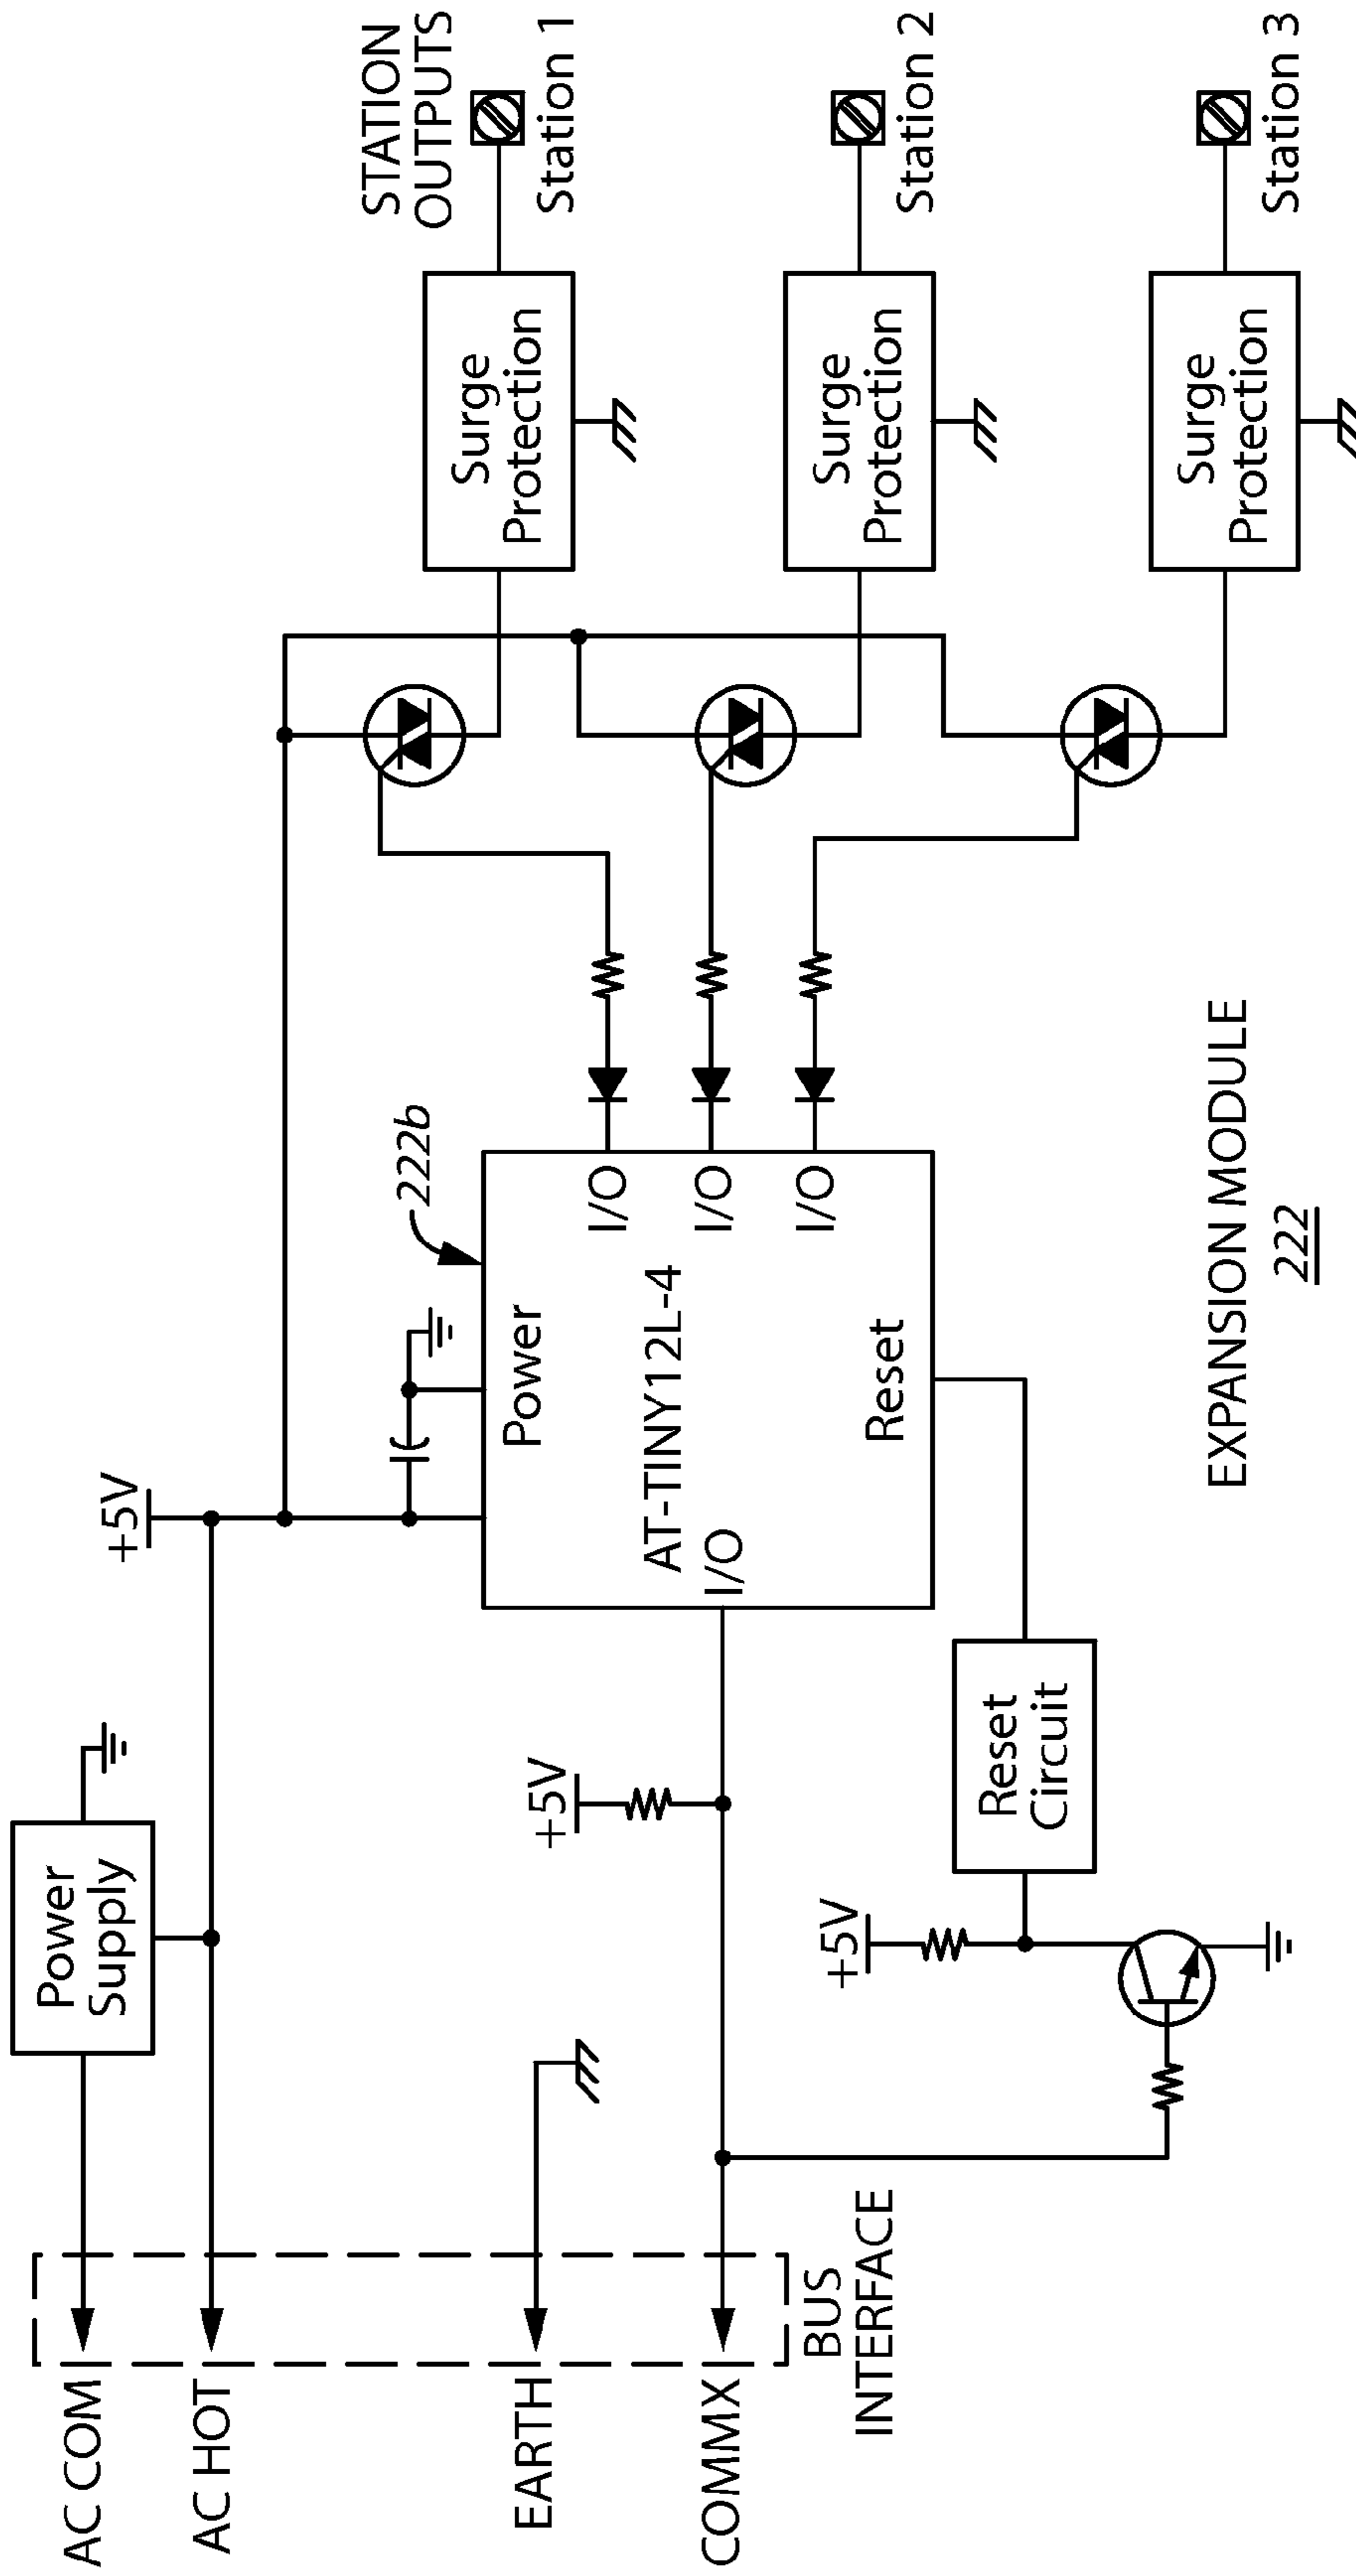 AC COM
AC HOT
EARTH
COMMX
BUS
INTERFACE
Power
Supply
+5V
+5V
+5V
Reset
Circuit
222b
Power
AT-TINY12L-4
I/O
Reset
I/O
I/O
I/O
Surge
Protection
Surge
Protection
Surge
Protection
STATION
OUTPUTS
Station 1
Station 2
Station 3
EXPANSION MODULE
222